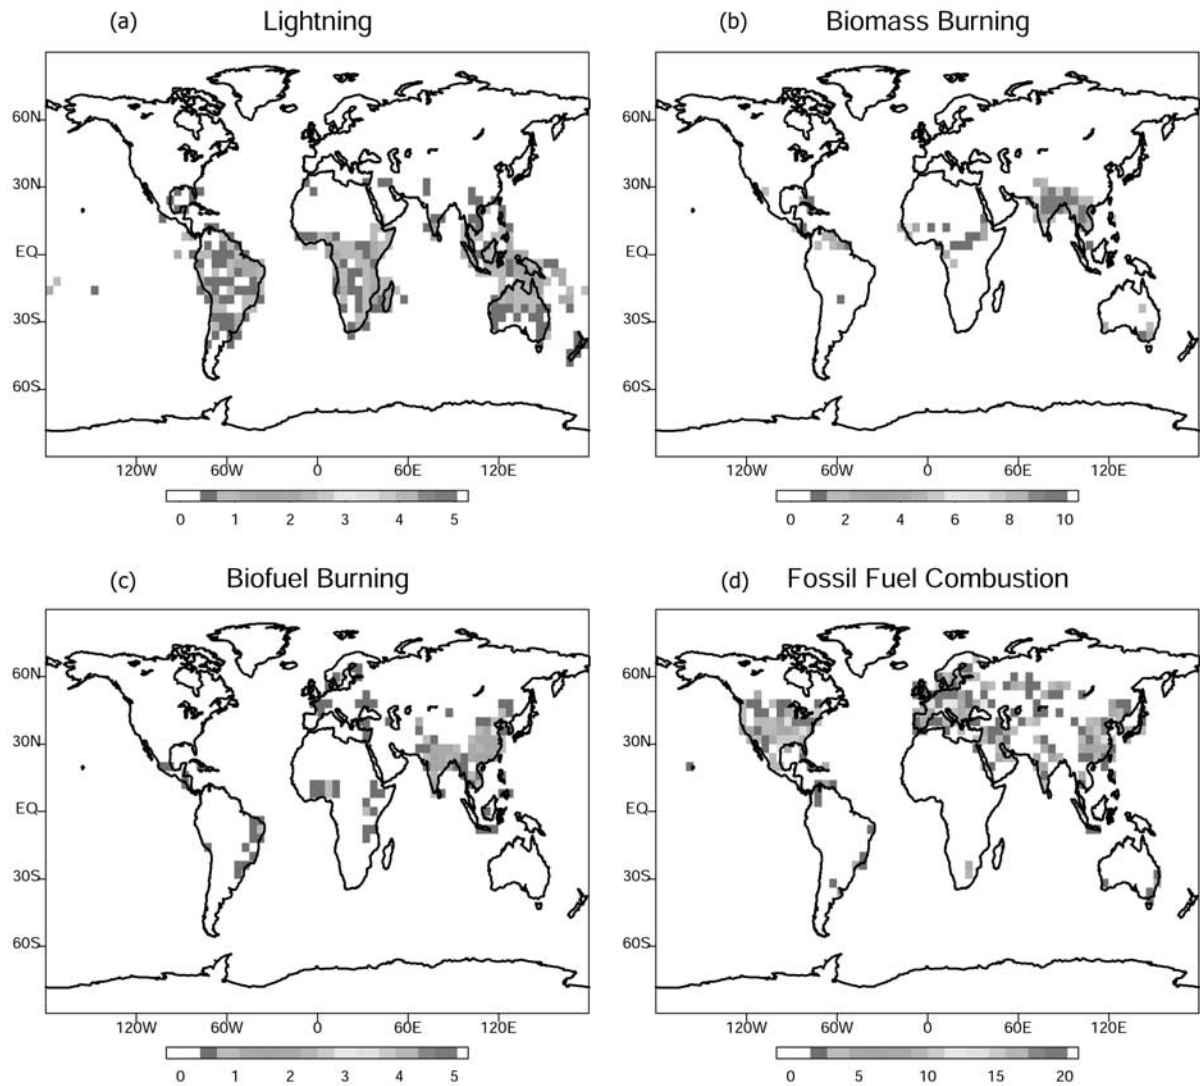 (a) Lightning
(b) Biomass Burning
60N
30N
EQ
30S
60S
120W 60W 0 60E 120E
0 1 2 3 4 5
60N
30N
EQ
30S
60S
120W 60W 0 60E 120E
0 2 4 6 8 10
(c) Biofuel Burning
(d) Fossil Fuel Combustion
60N
30N
EQ
30S
60S
120W 60W 0 60E 120E
0 1 2 3 4 5
60N
30N
EQ
30S
60S
120W 60W 0 60E 120E
0 5 10 15 20